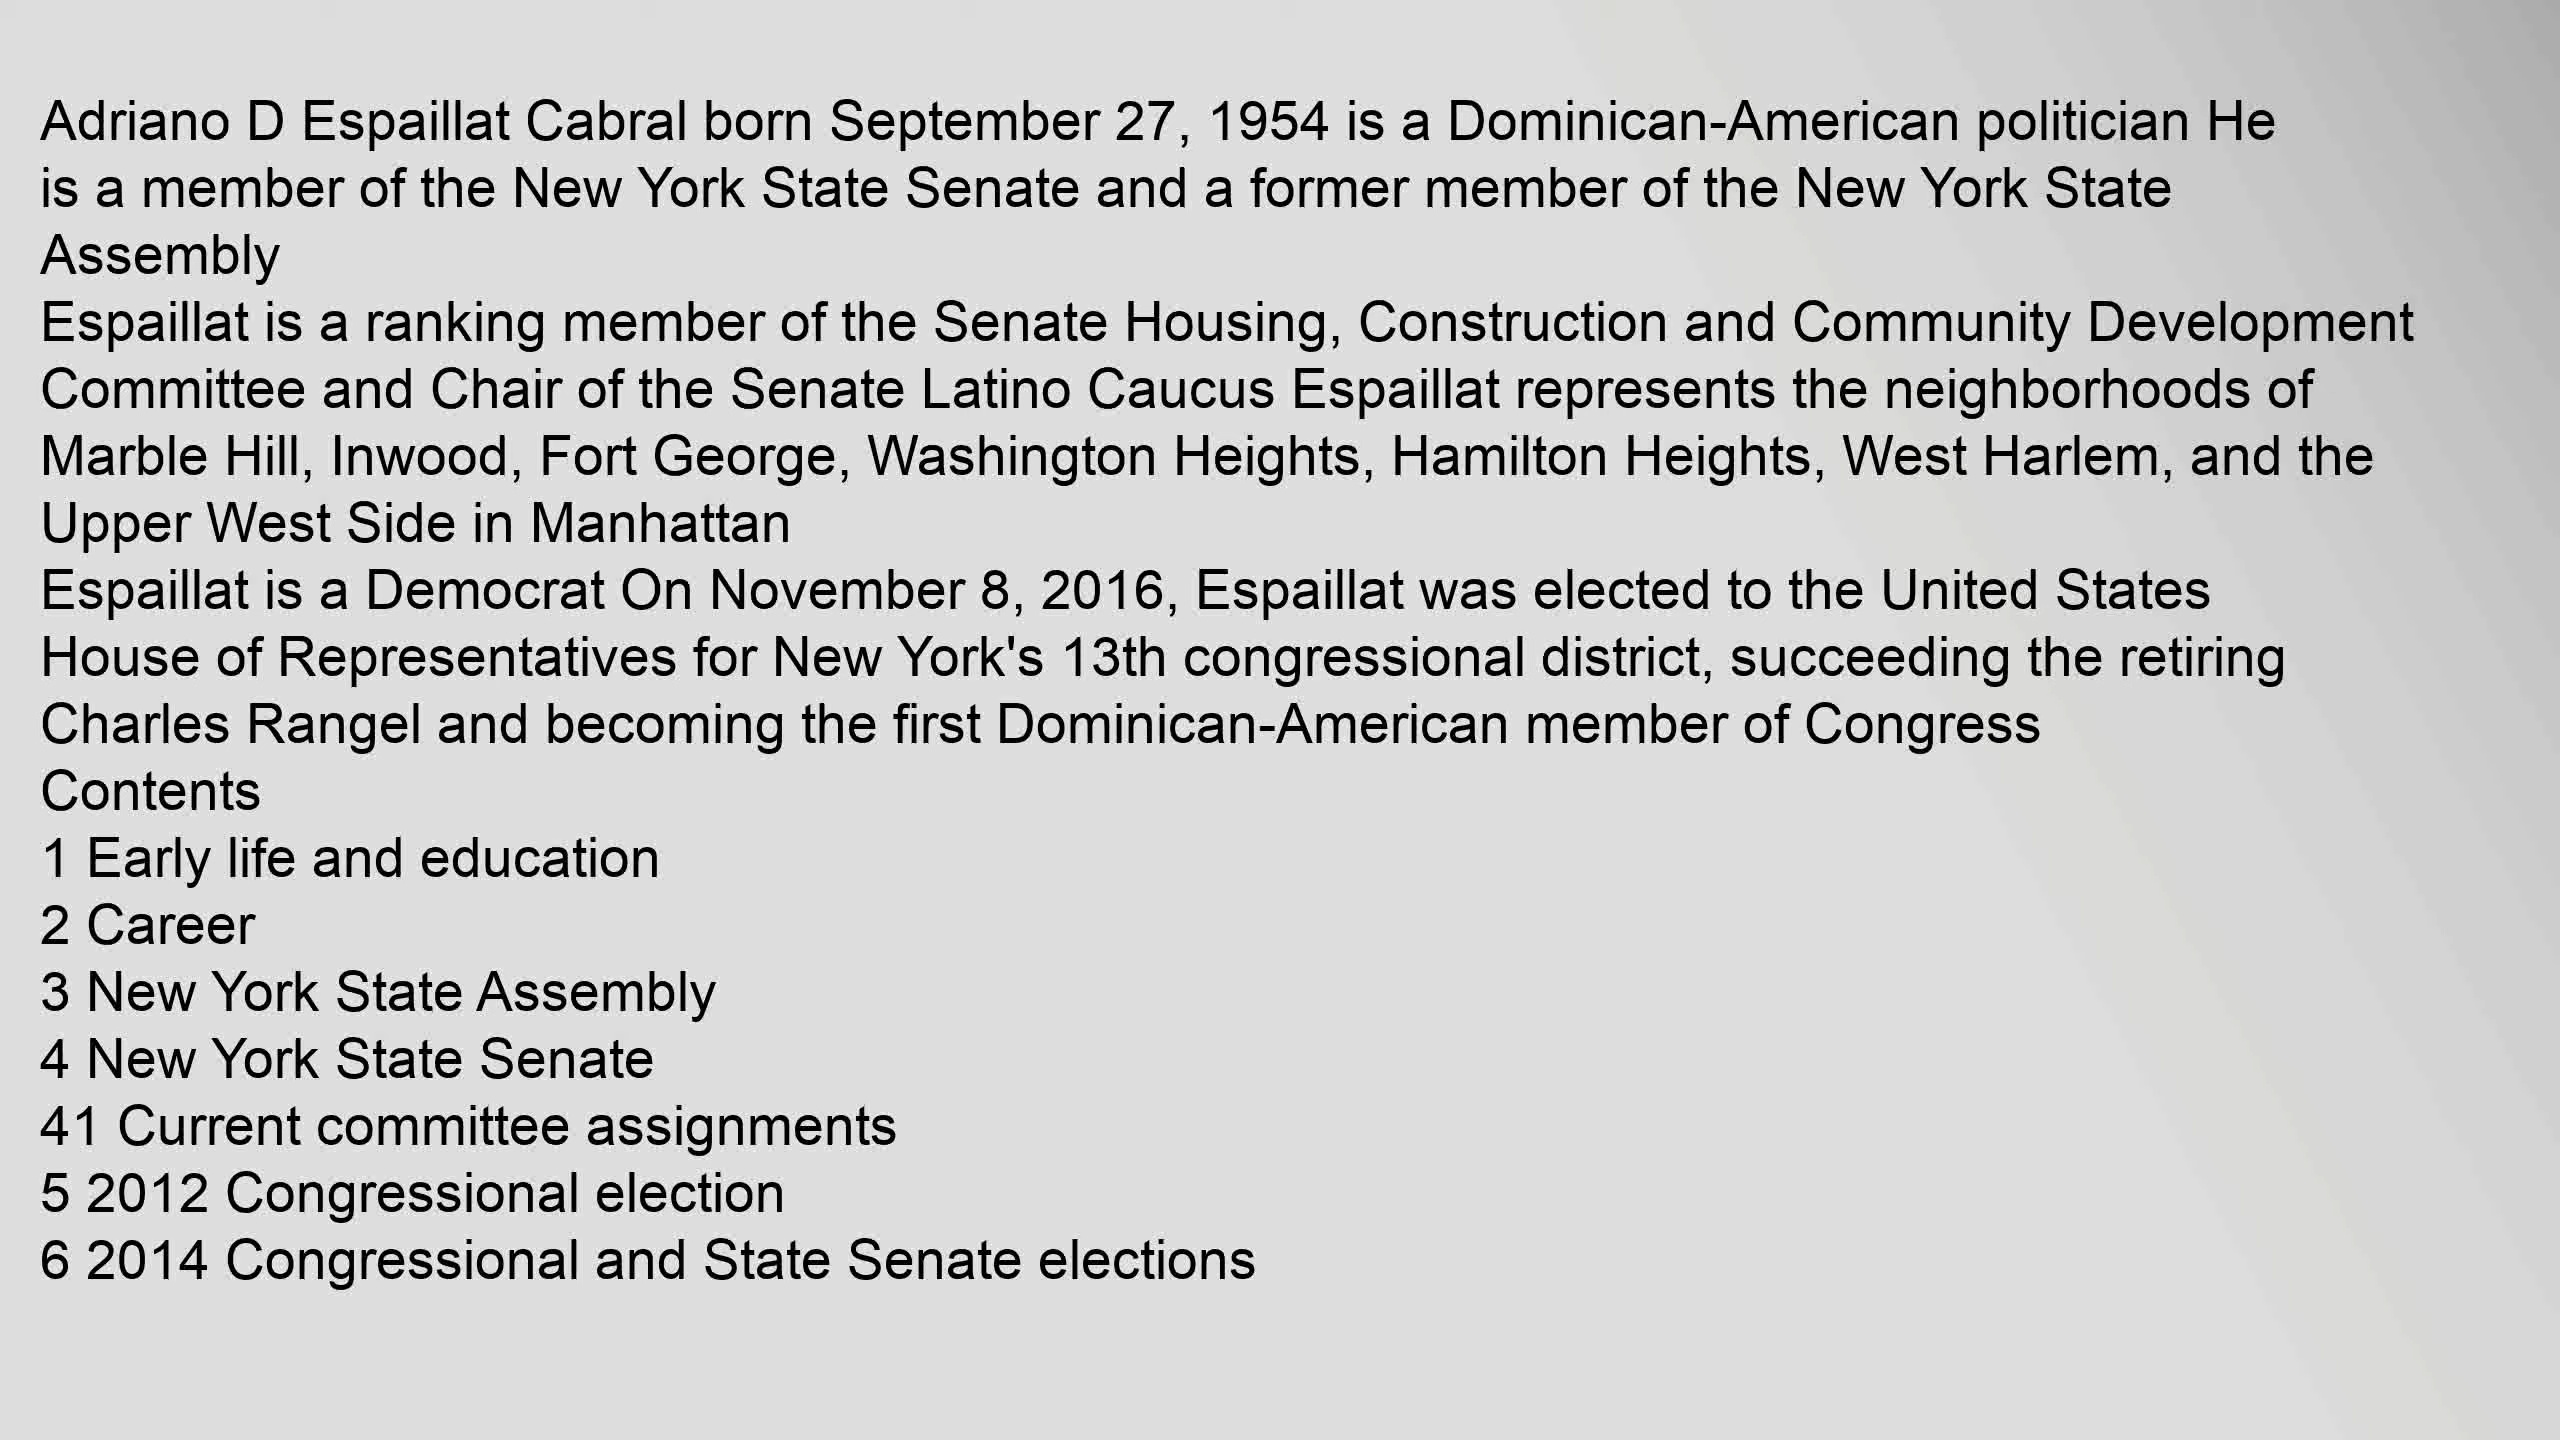 Adriano D Espaillat Cabral born September 27, 1954 is a Dominican-American politician He
is a member of the New York State Senate and a former member of the New York State
Assembly
Espaillat is a ranking member of the Senate Housing, Construction and Community Development
Committee and Chair of the Senate Latino Caucus Espaillat represents the neighborhoods of
Marble Hill, Inwood, Fort George, Washington Heights, Hamilton Heights, West Harlem, and the
Upper West Side in Manhattan
Espaillat is a Democrat On November 8, 2016, Espaillat was elected to the United States
House of Representatives for New York's 13th congressional district, succeeding the retiring
Charles Rangel and becoming the first Dominican-American member of Congress
Contents
1 Early life and education
2 Career
3 New York State Assembly
4 New York State Senate
41 Current committee assignments
5 2012 Congressional election
6 2014 Congressional and State Senate elections